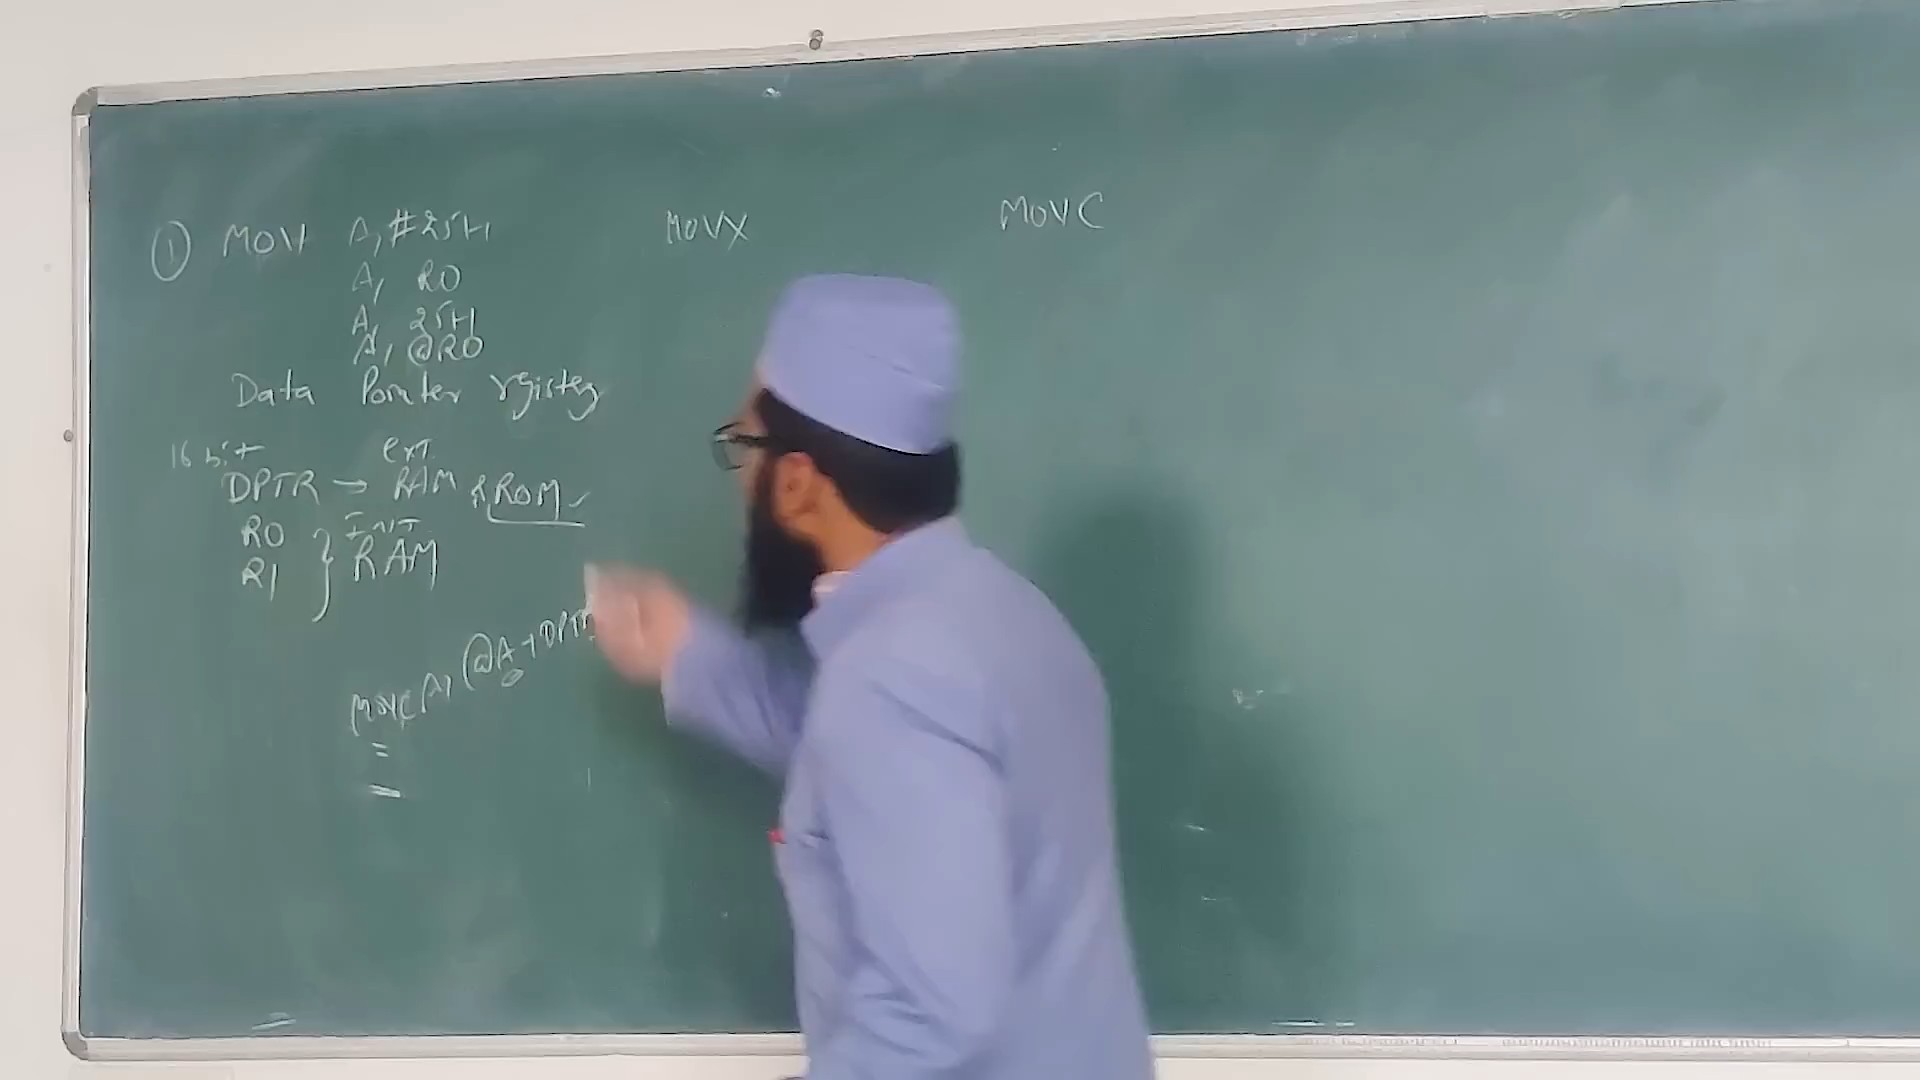 ① MOV A, #25H MOVX MOVC
A, R0
A, 25H
A, @R0
Data Pointer register
16 bit ext.
DPTR → RAM & ROM
R0 } INT
R1 RAM
MOVC A, @A+DPTR